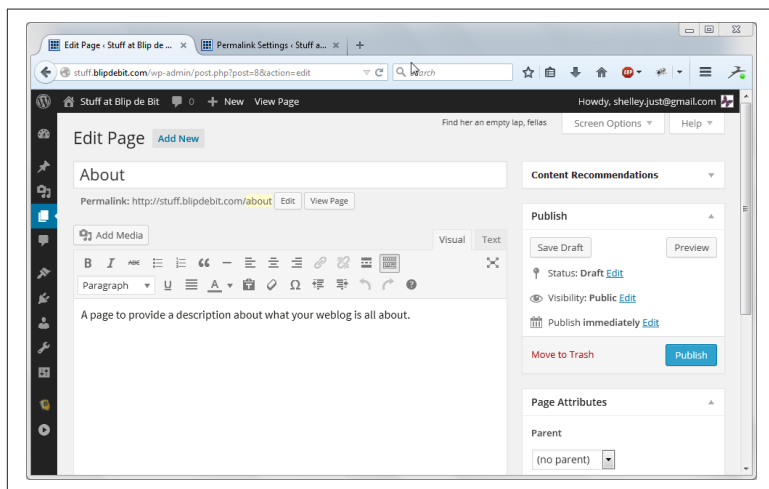 Edit Page ‹ Stuff at Blip de ... × Permalink Settings ‹ Stuff a... × +
stuff.blipdebit.com/wp-admin/post.php?post=8&action=edit Search
Stuff at Blip de Bit 0 + New View Page Howdy, shelley.just@gmail.com
Find her an empty lap, fellas Screen Options Help
Edit Page Add New
About
Permalink: http://stuff.blipdebit.com/about Edit View Page
Add Media Visual Text
B I ABC
Paragraph U A Ω
A page to provide a description about what your weblog is all about.
Content Recommendations
Publish
Save Draft Preview
Status: Draft Edit
Visibility: Public Edit
Publish immediately Edit
Move to Trash Publish
Page Attributes
Parent
(no parent)